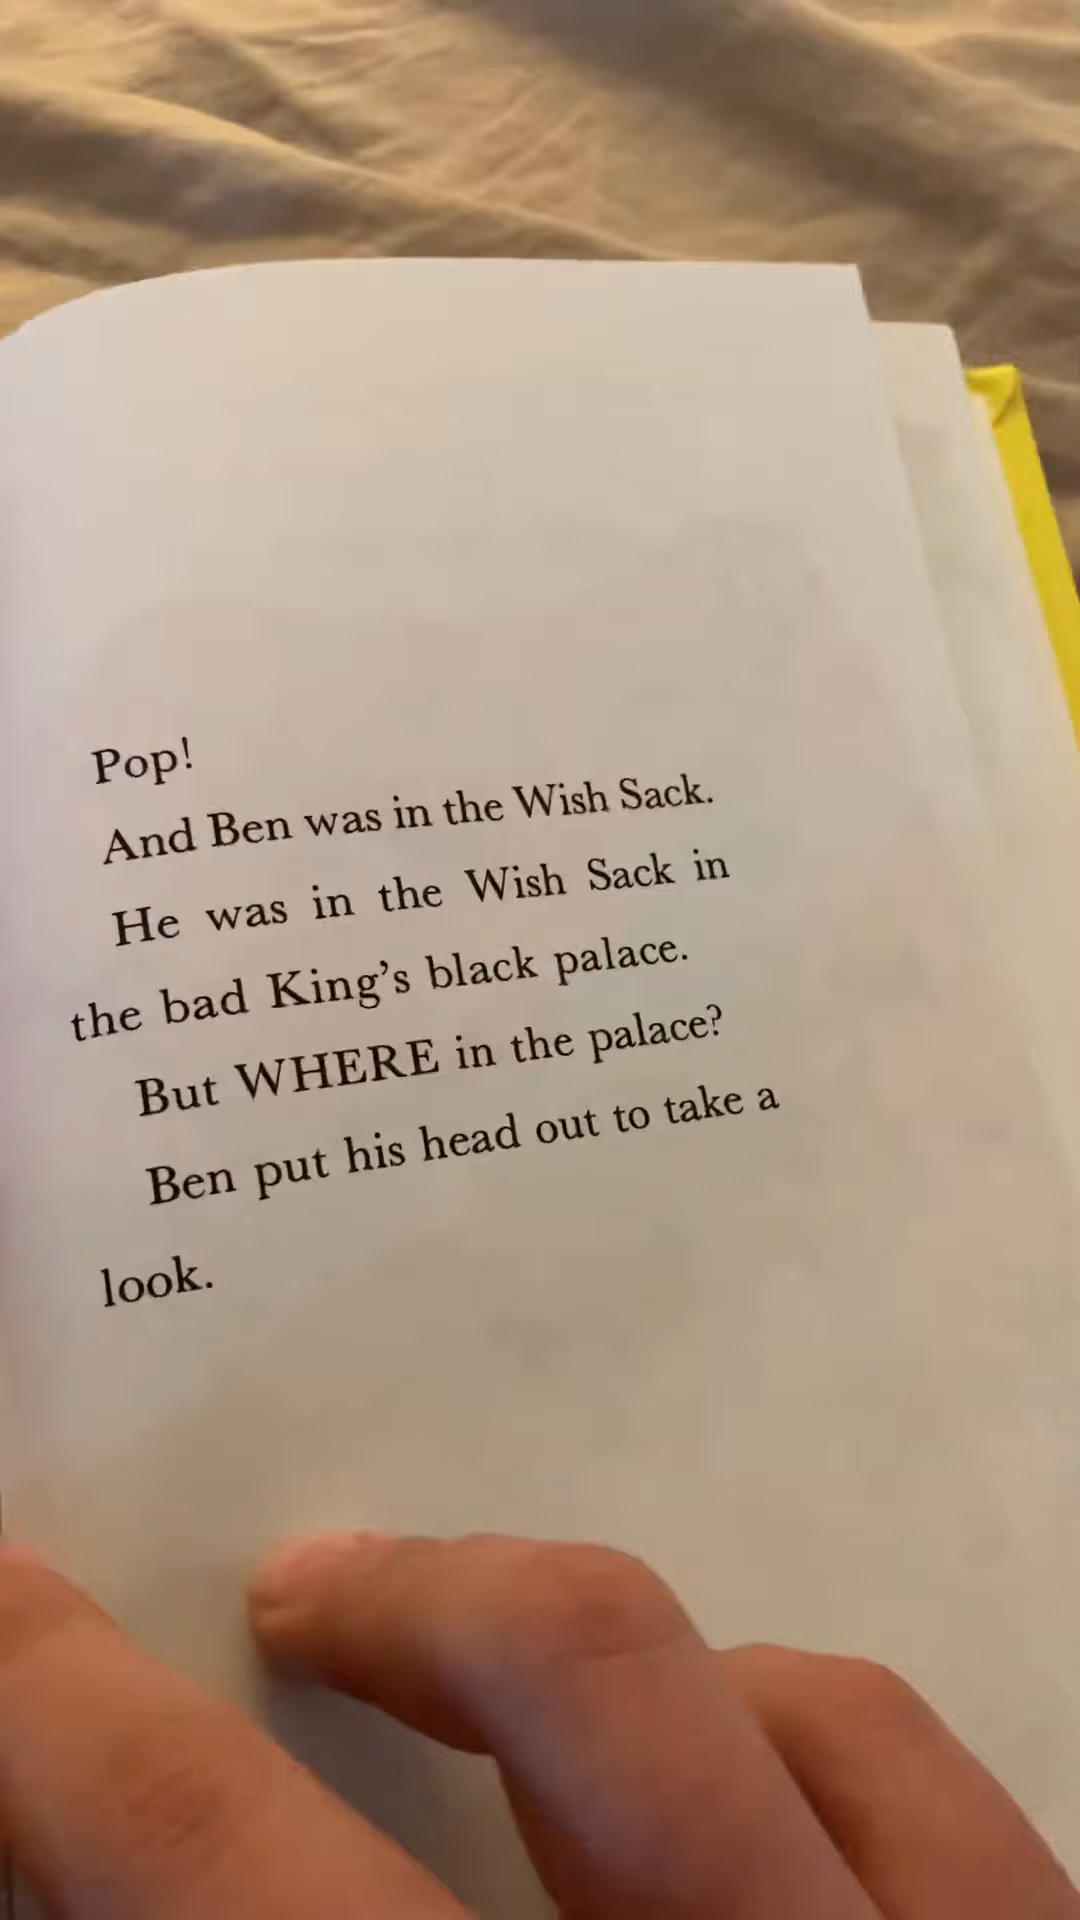 Pop!
And Ben was in the Wish Sack.
He was in the Wish Sack in
the bad King’s black palace.
But WHERE in the palace?
Ben put his head out to take a
look.